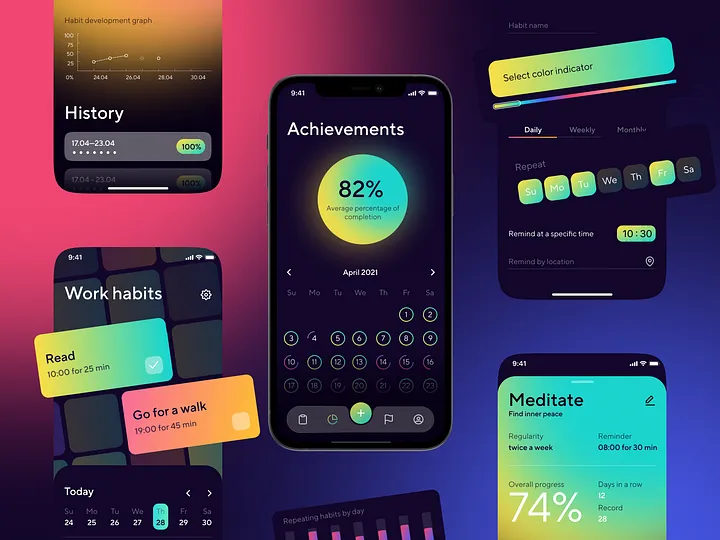 Habit development graph
100
75
50
25
0%
24.04
26.04
28.04
30.04
History
17.04–23.04
100%
17.04 - 23.04
100%
9:41
Work habits
Read
10:00 for 25 min
Go for a walk
19:00 for 45 min
Today
Su Mo Tu We Th Fr Sa
24 25 26 27 28 29 30
9:41
Achievements
82%
Average percentage of
completion
April 2021
Su Mo Tu We Th Fr Sa
1 2
3 4 5 6 7 8 9
10 11 12 13 14 15 16
17 18 19 20 21 22 23
Repeating habits by day
Habit name
Select color indicator
Daily Weekly Monthly
Repeat
Su Mo Tu We Th Fr Sa
Remind at a specific time
10 : 30
Remind by location
9:41
Meditate
Find inner peace
Regularity
twice a week
Reminder
08:00 for 30 min
Overall progress
74%
Days in a row
12
Record
28